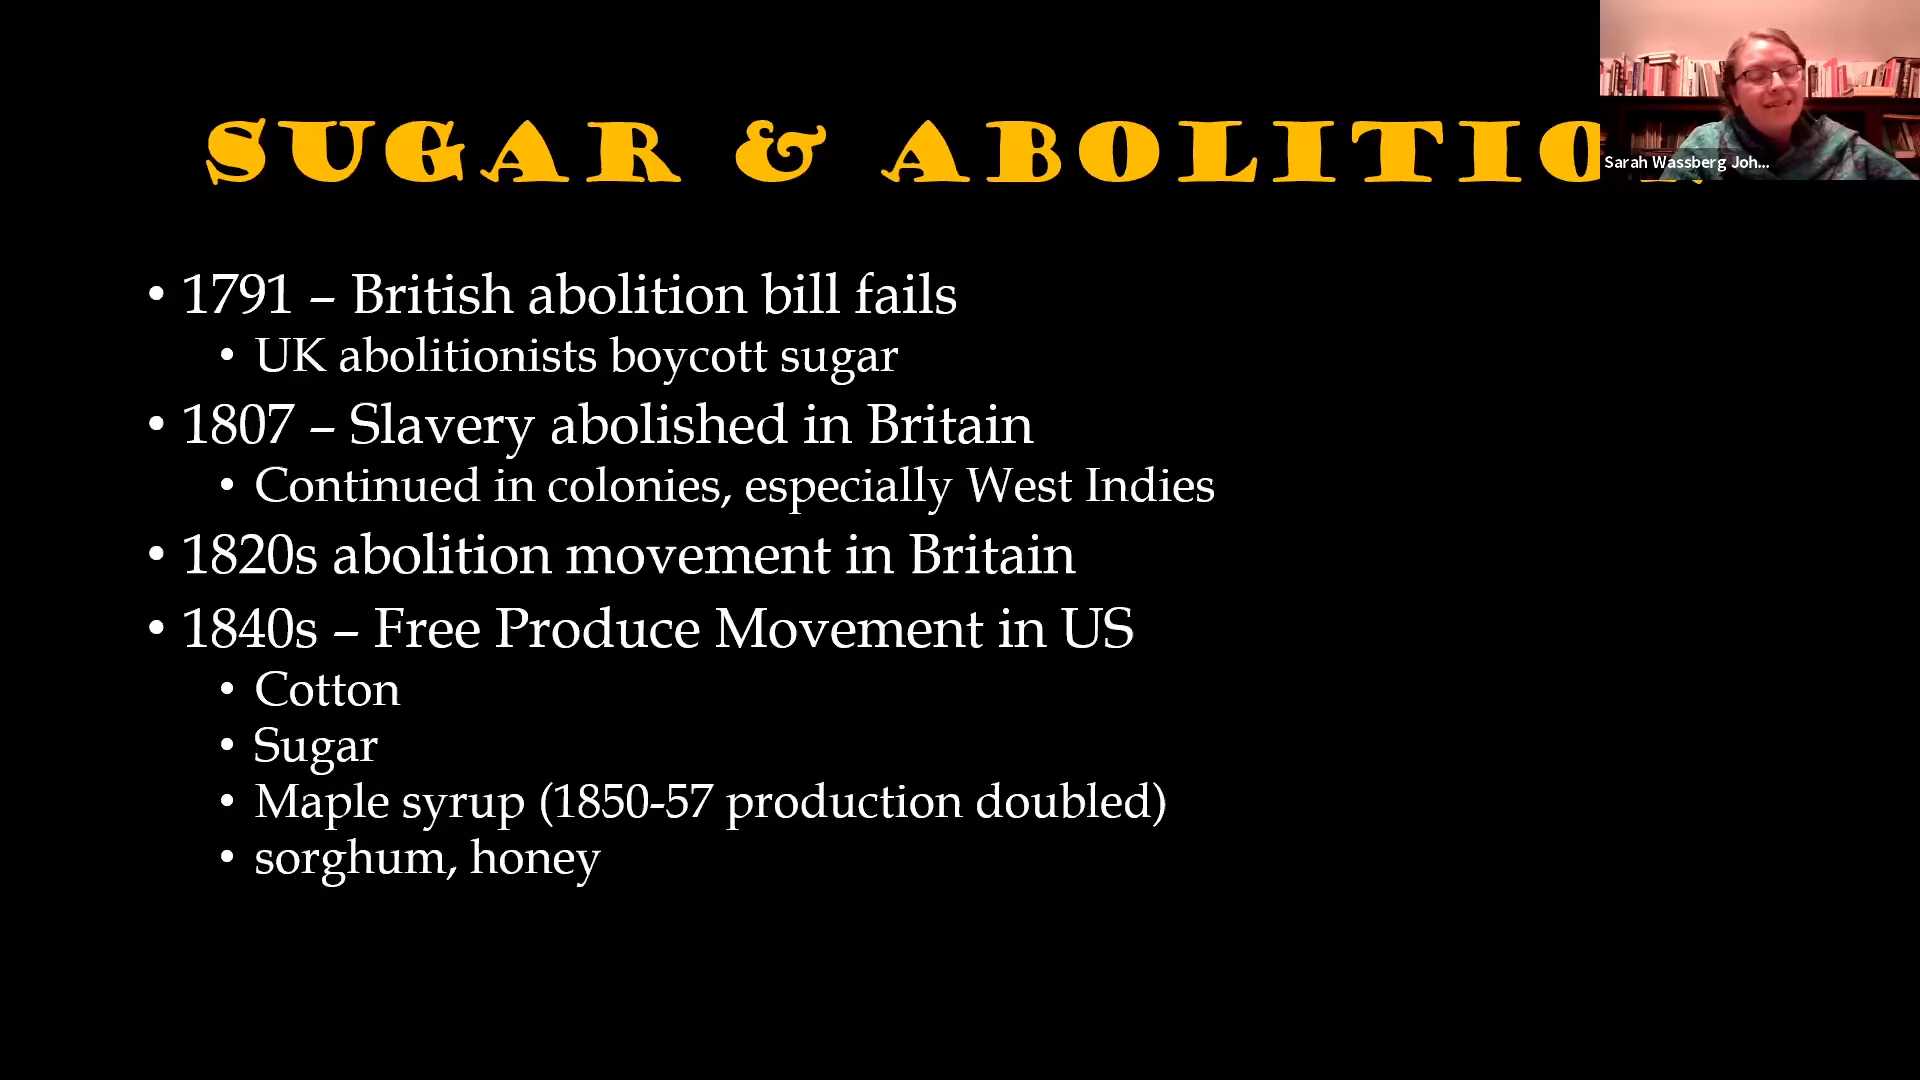 SUGAR & ABOLITIO
Sarah Wassberg Joh...
• 1791 – British abolition bill fails
• UK abolitionists boycott sugar
• 1807 – Slavery abolished in Britain
• Continued in colonies, especially West Indies
• 1820s abolition movement in Britain
• 1840s – Free Produce Movement in US
• Cotton
• Sugar
• Maple syrup (1850-57 production doubled)
• sorghum, honey